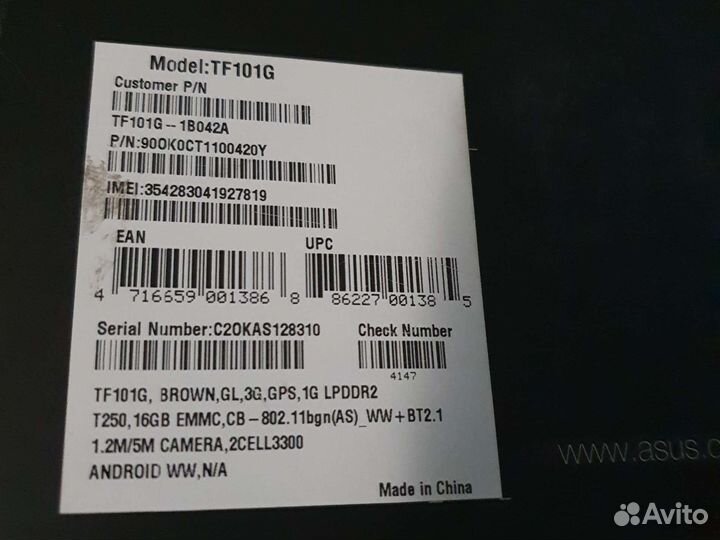 Model:TF101G
Customer P/N
TF101G--1B042A
P/N:90OK0CT1100420Y
IMEI:354283041927819
EAN UPC
4 716659 001386 8 86227 00138 5
Serial Number:C2OKAS128310 Check Number
4147
TF101G, BROWN,GL,3G,GPS,1G LPDDR2
T250,16GB EMMC,CB-802.11bgn(AS)_WW+BT2.1
1.2M/5M CAMERA,2CELL3300
ANDROID WW,N/A
Made in China
www.asus.c
Avito